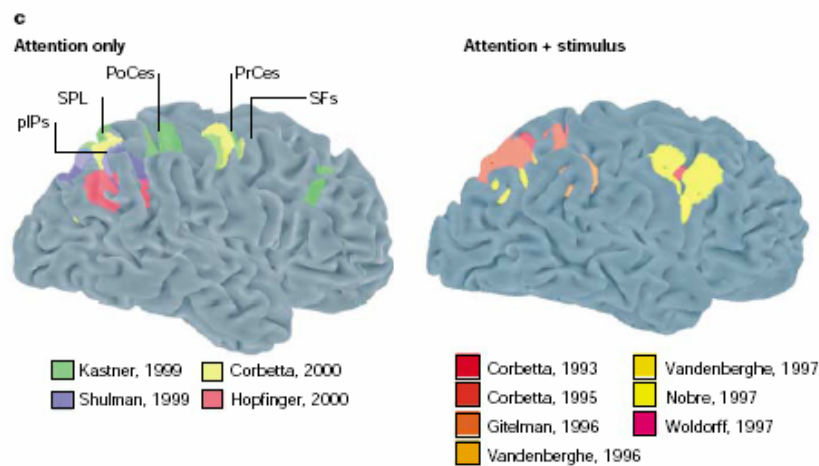 c
Attention only
Attention + stimulus
PoCes
PrCes
SPL
SFs
pIPs
Kastner, 1999
Corbetta, 2000
Shulman, 1999
Hopfinger, 2000
Corbetta, 1993
Vandenberghe, 1997
Corbetta, 1995
Nobre, 1997
Gitelman, 1996
Woldorff, 1997
Vandenberghe, 1996